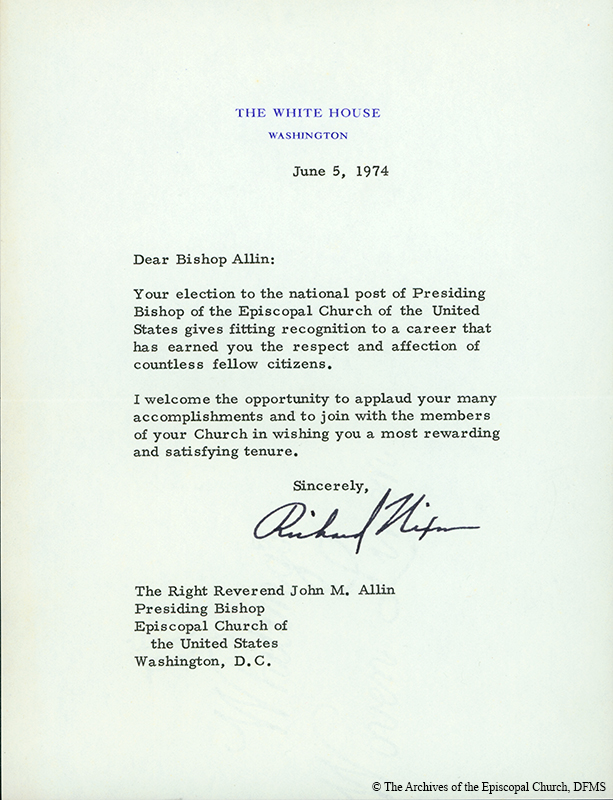 THE WHITE HOUSE
WASHINGTON
June 5, 1974
Dear Bishop Allin:
Your election to the national post of Presiding
Bishop of the Episcopal Church of the United
States gives fitting recognition to a career that
has earned you the respect and affection of
countless fellow citizens.
I welcome the opportunity to applaud your many
accomplishments and to join with the members
of your Church in wishing you a most rewarding
and satisfying tenure.
Sincerely,
Richard Nixon
The Right Reverend John M. Allin
Presiding Bishop
Episcopal Church of
the United States
Washington, D.C.
© The Archives of the Episcopal Church, DFMS